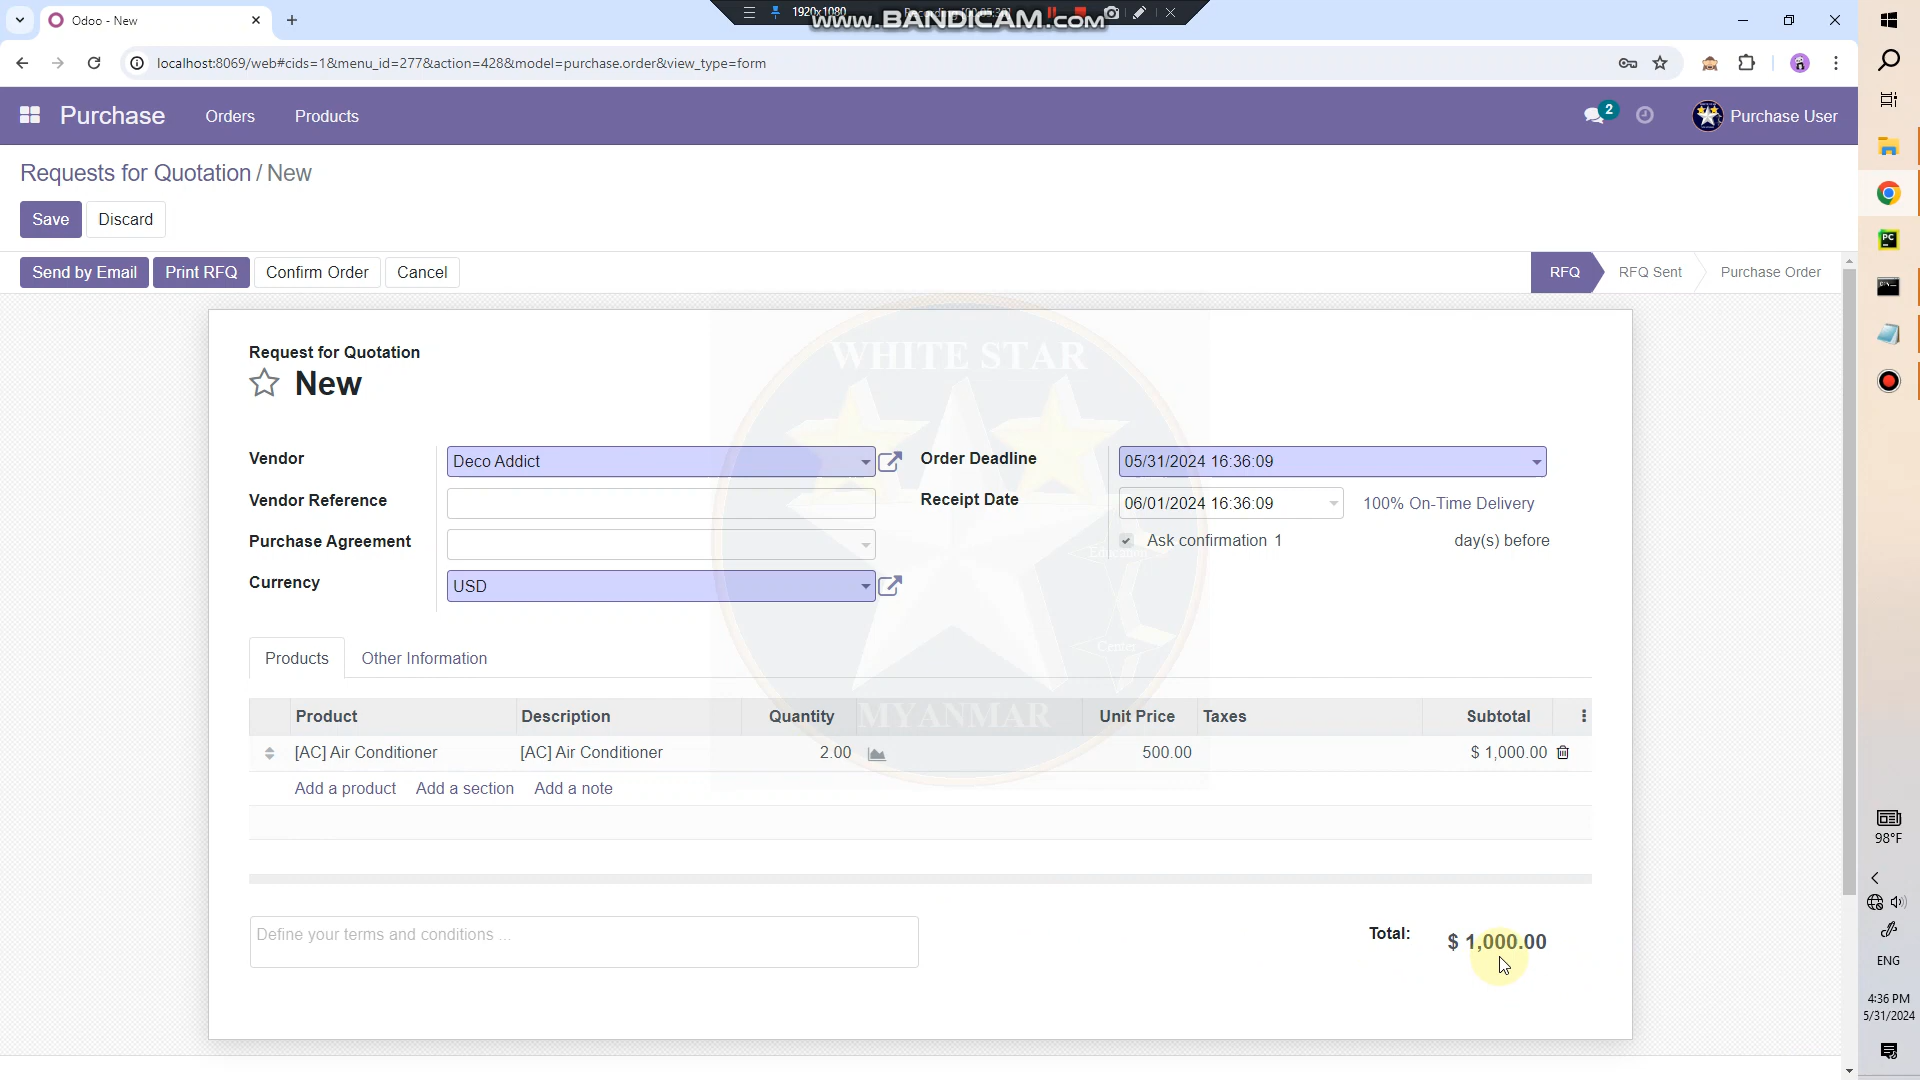 Odoo - New
1920x1080
www.BANDICAM.com
localhost:8069/web#cids=1&menu_id=277&action=428&model=purchase.order&view_type=form
Purchase Orders Products 2 Purchase User
Requests for Quotation / New
Save Discard
Send by Email Print RFQ Confirm Order Cancel RFQ RFQ Sent Purchase Order
Request for Quotation
New
WHITE STAR
Vendor Deco Addict Order Deadline 05/31/2024 16:36:09
Vendor Reference Receipt Date 06/01/2024 16:36:09 100% On-Time Delivery
Purchase Agreement Ask confirmation 1 day(s) before
Education
Currency USD
Center
Products Other Information
MYANMAR
Product Description Quantity Unit Price Taxes Subtotal
[AC] Air Conditioner [AC] Air Conditioner 2.00 500.00 $ 1,000.00
Add a product Add a section Add a note
Define your terms and conditions ... Total: $ 1,000.00
PC
98°F
ENG
4:36 PM
5/31/2024